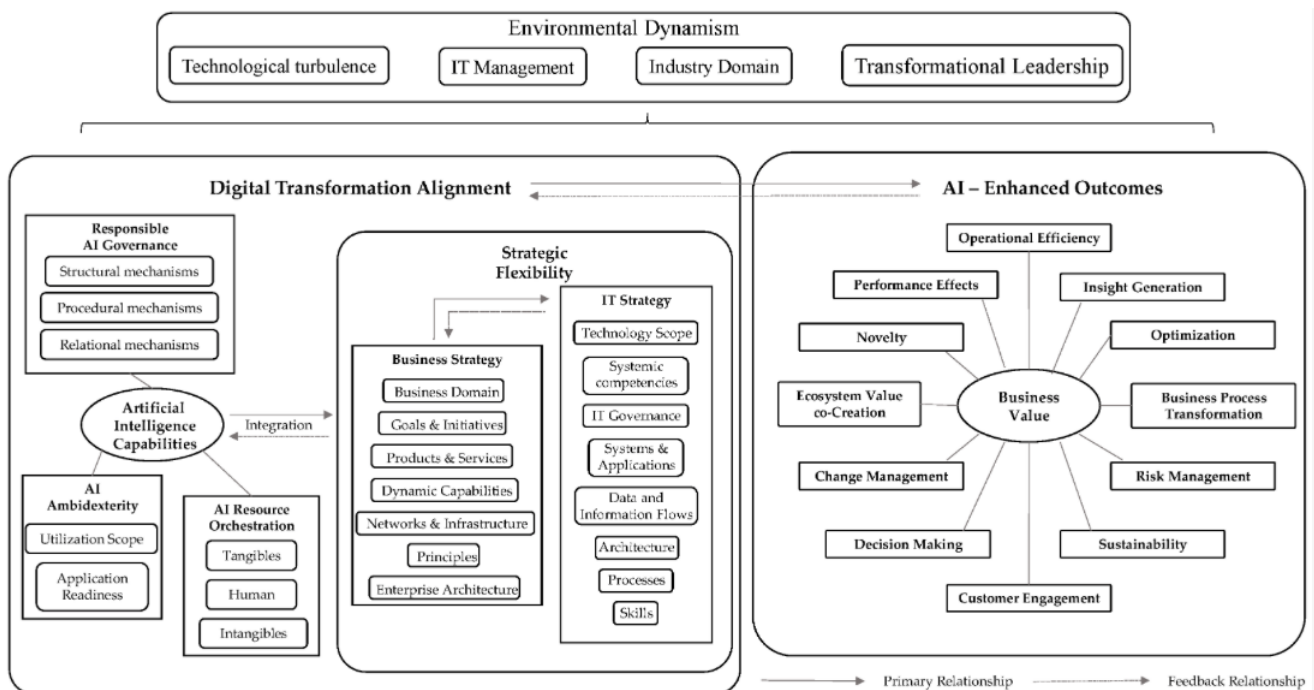 Environmental Dynamism
Technological turbulence
IT Management
Industry Domain
Transformational Leadership
Digital Transformation Alignment
Responsible
AI Governance
Structural mechanisms
Procedural mechanisms
Relational mechanisms
Artificial
Intelligence
Capabilities
Integration
AI
Ambidexterity
Utilization Scope
Application
Readiness
AI Resource
Orchestration
Tangibles
Human
Intangibles
Strategic
Flexibility
Business Strategy
Business Domain
Goals & Initiatives
Products & Services
Dynamic Capabilities
Networks & Infrastructure
Principles
Enterprise Architecture
IT Strategy
Technology Scope
Systemic
competencies
IT Governance
Systems &
Applications
Data and
Information Flows
Architecture
Processes
Skills
AI – Enhanced Outcomes
Operational Efficiency
Performance Effects
Insight Generation
Novelty
Optimization
Ecosystem Value
co-Creation
Business
Value
Business Process
Transformation
Change Management
Risk Management
Decision Making
Sustainability
Customer Engagement
Primary Relationship
Feedback Relationship